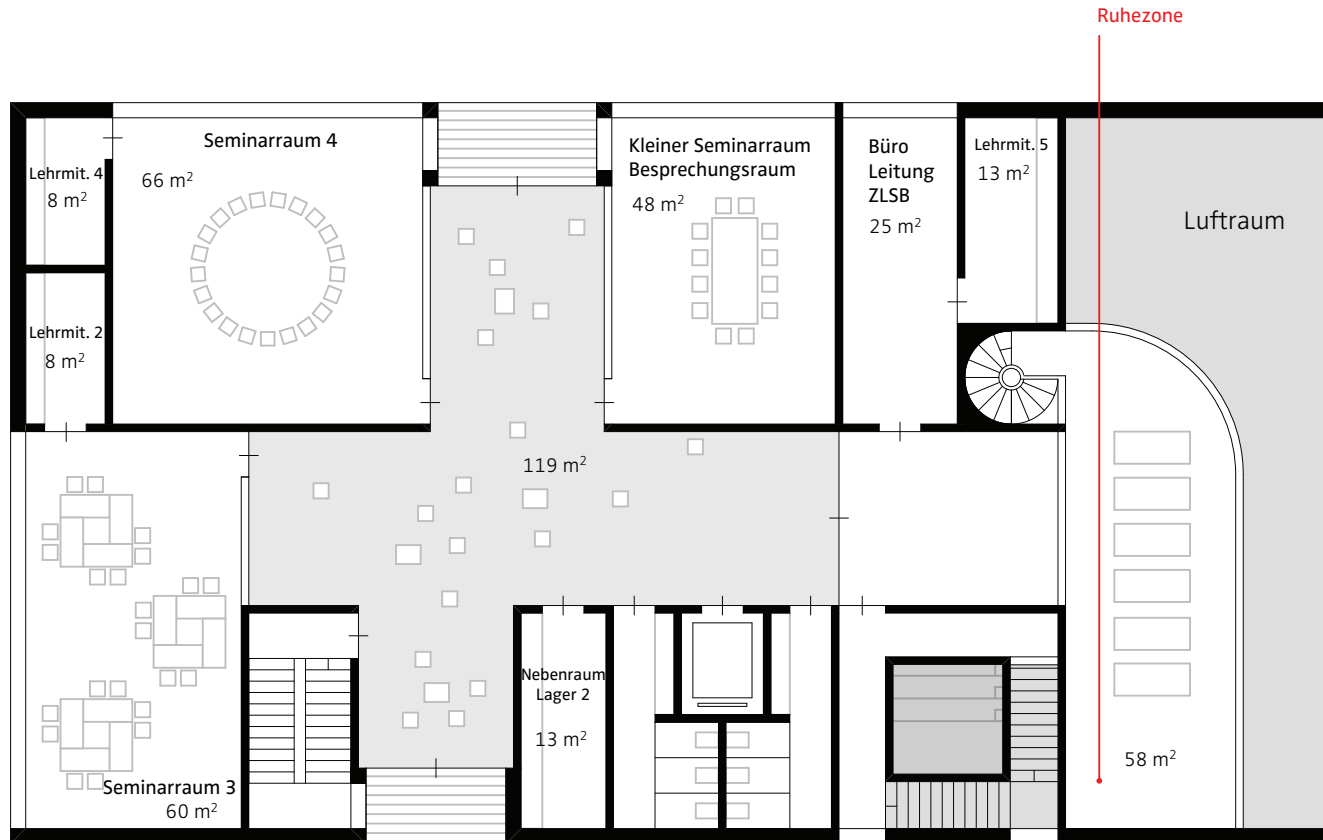 Ruhezone
Seminarraum 4
66 m²
Lehrmit. 4
8 m²
Kleiner Seminarraum
Besprechungsraum
48 m²
Büro
Leitung
ZLSB
25 m²
Lehrmit. 5
13 m²
Luftraum
Lehrmit. 2
8 m²
119 m²
Nebenraum
Lager 2
13 m²
58 m²
Seminarraum 3
60 m²